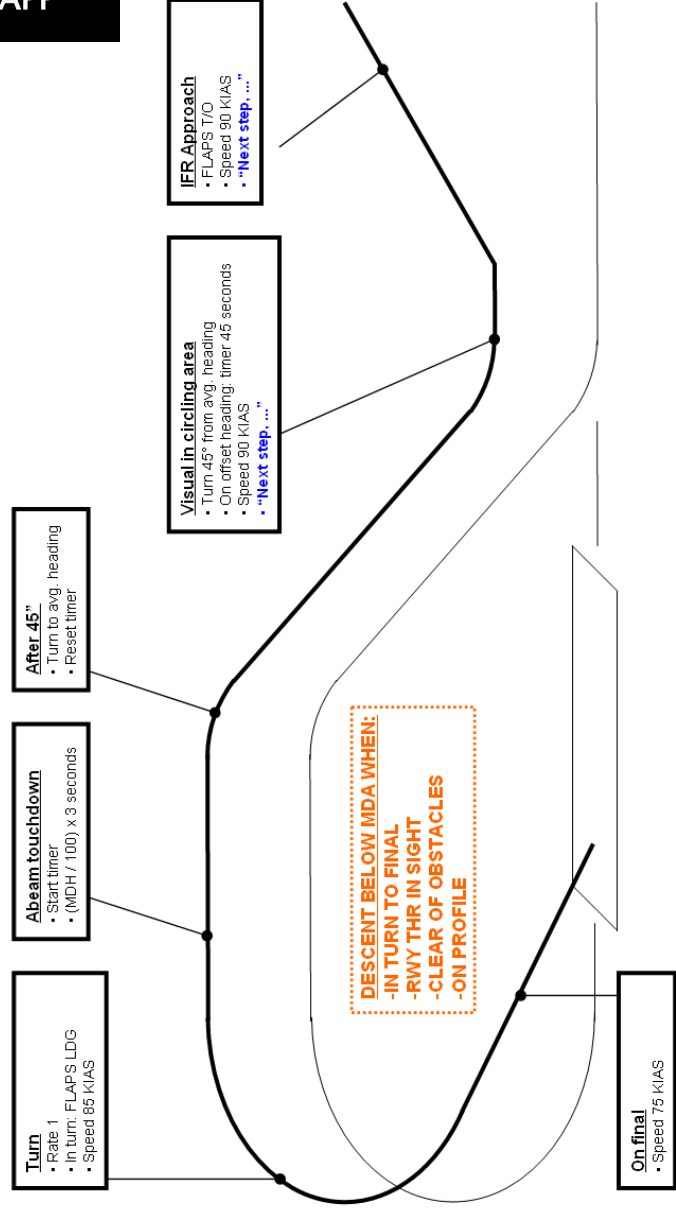 APP
IFR Approach
• FLAPS T/O
• Speed 90 KIAS
• “Next step, ...”
Visual in circling area
• Turn 45° from avg. heading
• On offset heading: timer 45 seconds
• Speed 90 KIAS
• “Next step, ...”
After 45”
• Turn to avg. heading
• Reset timer
Abeam touchdown
• Start timer
• (MDH / 100) x 3 seconds
Turn
• Rate 1
• In turn: FLAPS LDG
• Speed 85 KIAS
DESCENT BELOW MDA WHEN:
-IN TURN TO FINAL
-RWY THR IN SIGHT
-CLEAR OF OBSTACLES
-ON PROFILE
On final
• Speed 75 KIAS